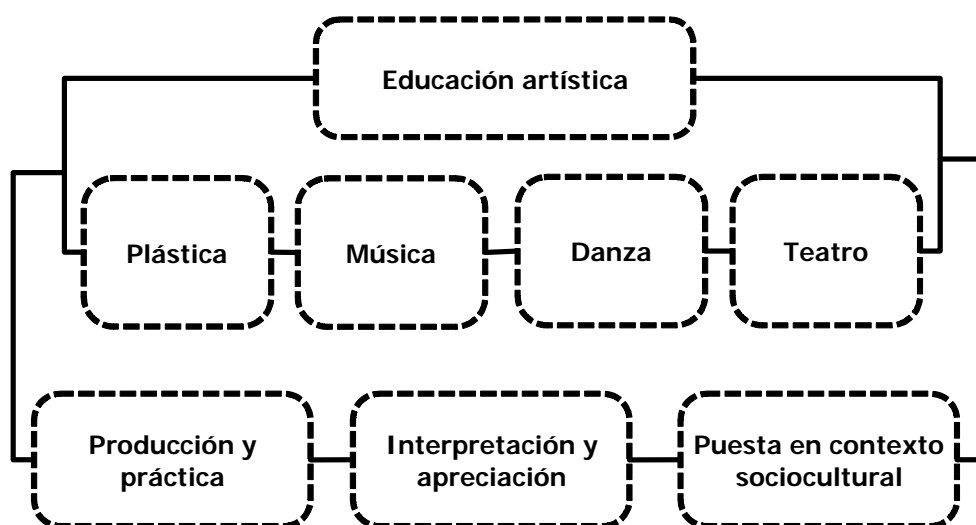 Educación artística
Plástica
Música
Danza
Teatro
Producción y
práctica
Interpretación y
apreciación
Puesta en contexto
sociocultural